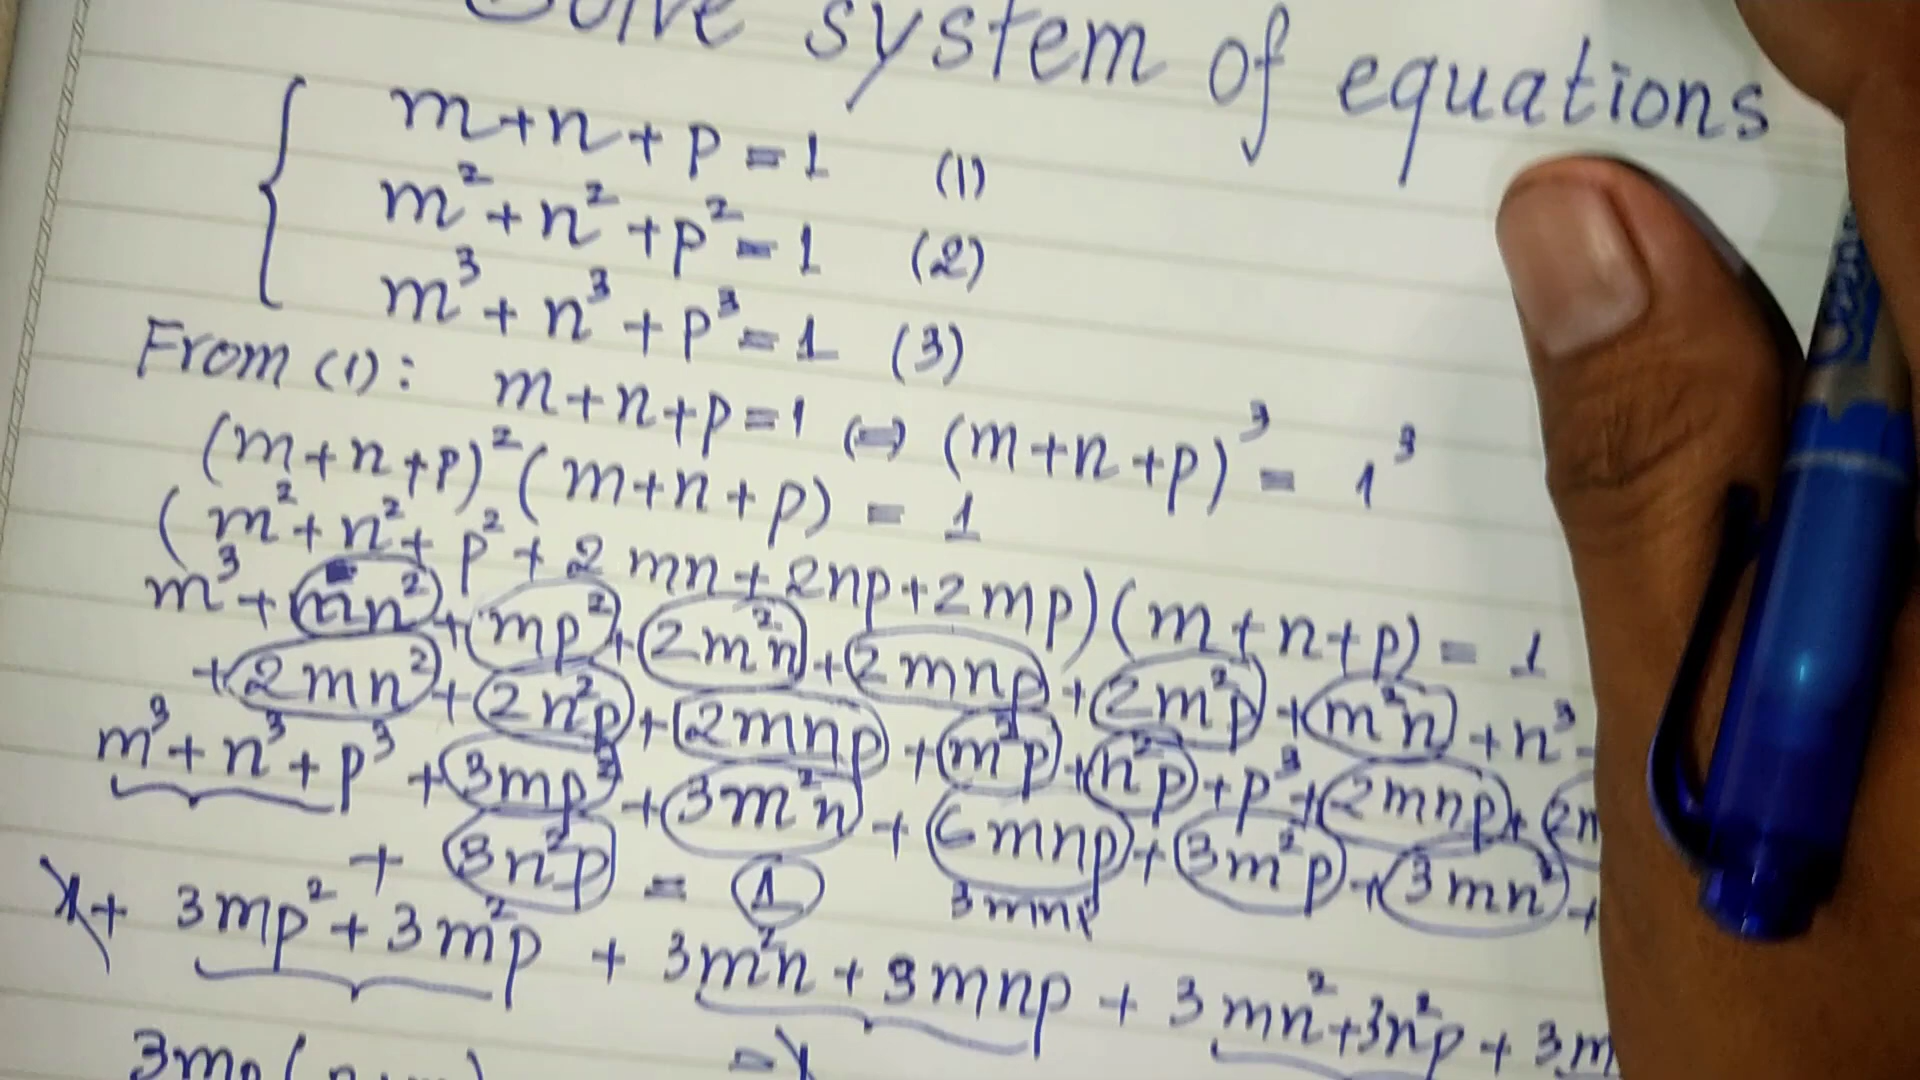 Solve system of equations
m+n+p=1 (1)
m²+n²+p²=1 (2)
m³+n³+p³=1 (3)
From (1): m+n+p=1 ⇔ (m+n+p)³ = 1³
(m+n+p)²(m+n+p) = 1
(m²+n²+p²+2mn+2np+2mp)(m+n+p) = 1
m³+mn²+mp²+2m²n+2mnp+2m²p+m²n+n³
+2mn²+2n²p+2mnp+m²p+n²p+p³+2mnp+
m³+n³+p³+3mp²+3m²n+6mnp+3m²p+3mn²+
+3n²p = 1
3mnp
1+3mp²+3m²p+3m²n+3mnp+3mn²+3n²p+3m
=1